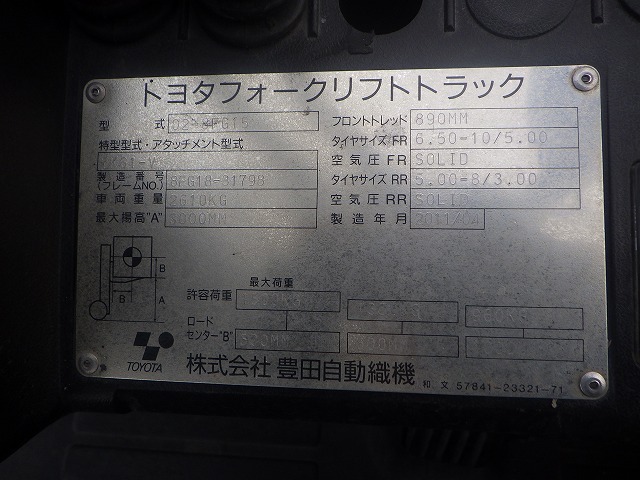 トヨタフォークリフトトラック
型式
フロントトレッド 890MM
特型型式・アタッチメント型式
タイヤサイズ FR 6.50=10/5.00
空気圧 FR SOLID
製造番号(フレームNO.) 8FG18-31798
タイヤサイズ RR 5.00=8/3.00
車両重量 2610KG
空気圧 RR SOLID
最大揚高"A" 3000MM
製造年月
B
B
A
最大荷重
許容荷重
ロードセンター"B"
TOYOTA
株式会社 豊田自動織機
和文 57841-23321-71